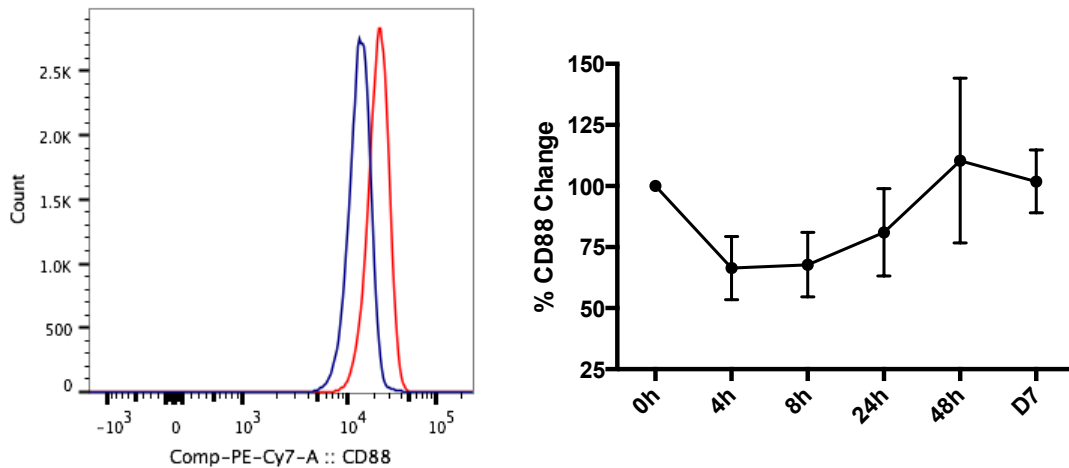 Count
2.5K
2.0K
1.5K
1.0K
500
0
-10³ 0 10³ 10⁴ 10⁵
Comp-PE-Cy7-A :: CD88
% CD88 Change
150
125
100
75
50
25
0h 4h 8h 24h 48h D7